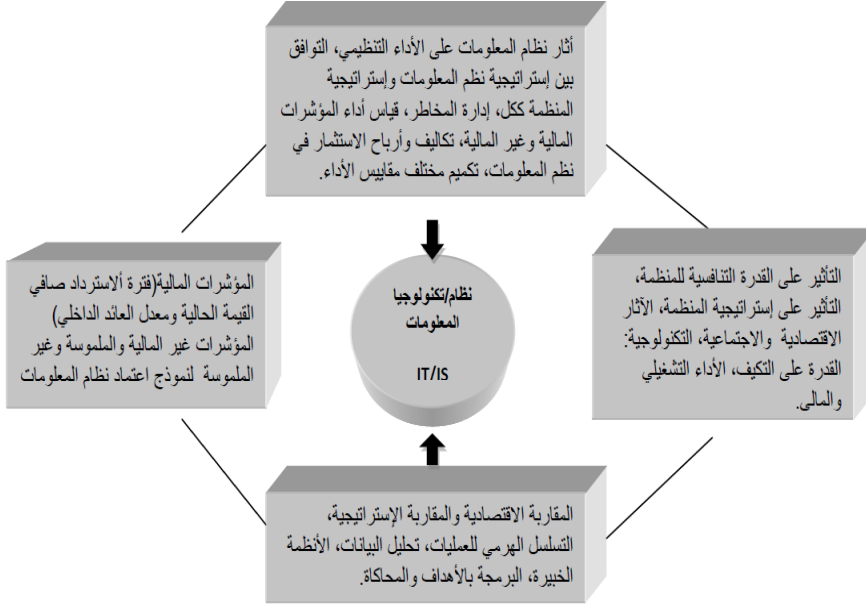 أثار نظام المعلومات على الأداء التنظيمي، التوافق
بين إستراتيجية نظم المعلومات وإستراتيجية
المنظمة ككل، إدارة المخاطر، قياس أداء المؤشرات
المالية وغير المالية، تكاليف وأرباح الاستثمار في
نظم المعلومات، تكميم مختلف مقاييس الأداء.
التأثير على القدرة التنافسية للمنظمة،
التأثير على إستراتيجية المنظمة، الآثار
الاقتصادية والاجتماعية، التكنولوجية:
القدرة على التكيف، الأداء التشغيلي
والمالى.
نظام/تكنولوجيا
المعلومات
IT/IS
المؤشرات المالية(فترة ألاسترداد صافي
القيمة الحالية ومعدل العائد الداخلي)
المؤشرات غير المالية والملموسة وغير
الملموسة لنموذج اعتماد نظام المعلومات
المقاربة الاقتصادية والمقاربة الإستراتيجية،
التسلسل الهرمي للعمليات، تحليل البيانات، الأنظمة
الخبيرة، البرمجة بالأهداف والمحاكاة.